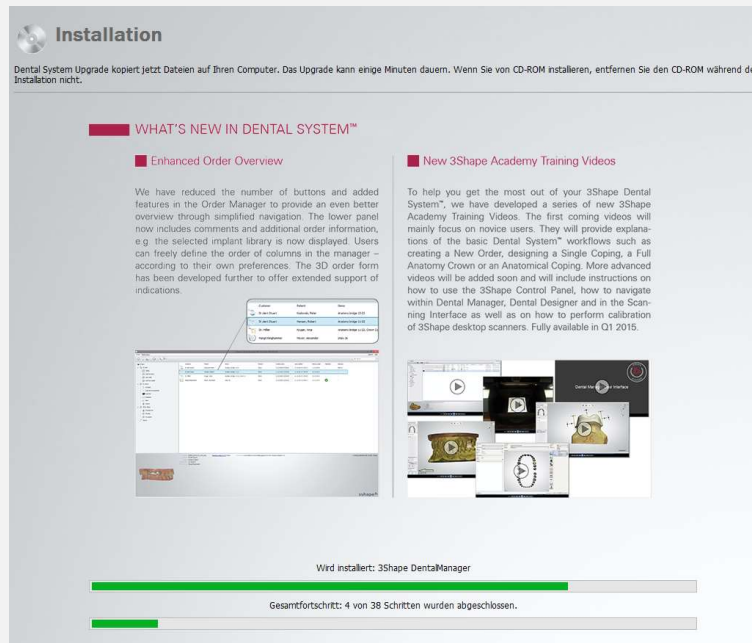 Installation
Dental System Upgrade kopiert jetzt Dateien auf Ihren Computer. Das Upgrade kann einige Minuten dauern. Wenn Sie von CD-ROM installieren, entfernen Sie den CD-ROM während de
Installation nicht.
WHAT'S NEW IN DENTAL SYSTEM™
Enhanced Order Overview
We have reduced the number of buttons and added
features in the Order Manager to provide an even better
overview through simplified navigation. The lower panel
now includes comments and additional order information,
e.g. the selected implant library is now displayed. Users
can freely define the order of columns in the manager –
according to their own preferences. The 3D order form
has been developed further to offer extended support of
indications.
New 3Shape Academy Training Videos
To help you get the most out of your 3Shape Dental
System™, we have developed a series of new 3Shape
Academy Training Videos. The first coming videos will
mainly focus on novice users. They will provide explana-
tions of the basic Dental System™ workflows such as
creating a New Order, designing a Single Coping, a Full
Anatomy Crown or an Anatomical Coping. More advanced
videos will be added soon and will include instructions on
how to use the 3Shape Control Panel, how to navigate
within Dental Manager, Dental Designer and in the Scan-
ning Interface as well as on how to perform calibration
of 3Shape desktop scanners. Fully available in Q1 2015.
Wird installiert: 3Shape DentalManager
Gesamtfortschritt: 4 von 38 Schritten wurden abgeschlossen.